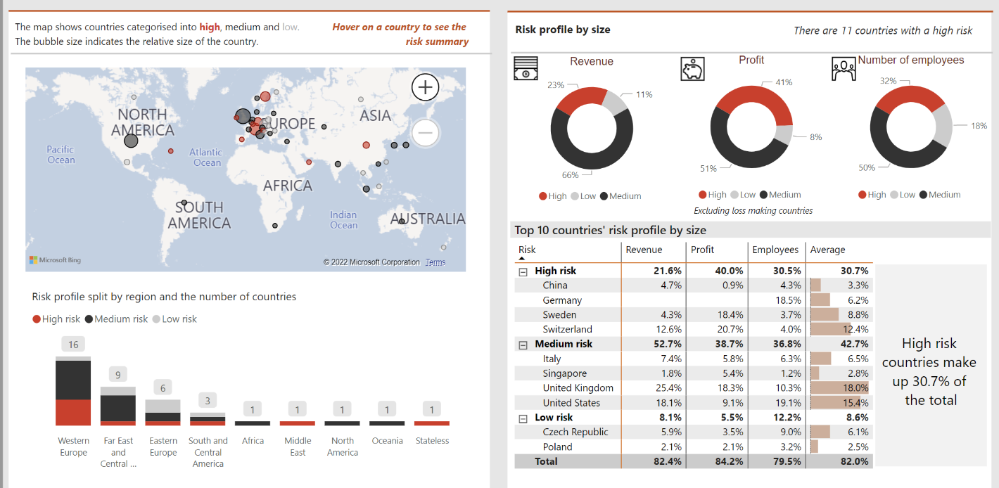 The map shows countries categorised into high, medium and low.
The bubble size indicates the relative size of the country.
Hover on a country to see the
risk summary
NORTH
AMERICA
EUROPE
ASIA
Pacific
Ocean
Atlantic
Ocean
AFRICA
SOUTH
AMERICA
Indian
Ocean
AUSTRALIA
Microsoft Bing
© 2022 Microsoft Corporation Terms
Risk profile split by region and the number of countries
High risk Medium risk Low risk
16
9
6
3
1
1
1
1
1
Western
Europe
Far East
and
Central ...
Eastern
Europe
South and
Central
America
Africa
Middle
East
North
America
Oceania
Stateless
Risk profile by size
There are 11 countries with a high risk
Revenue
23%
11%
66%
High Low Medium
Profit
41%
8%
51%
High Low Medium
Number of employees
32%
18%
50%
High Low Medium
Excluding loss making countries
Top 10 countries' risk profile by size
Risk Revenue Profit Employees Average
High risk 21.6% 40.0% 30.5% 30.7%
China 4.7% 0.9% 4.3% 3.3%
Germany 18.5% 6.2%
Sweden 4.3% 18.4% 3.7% 8.8%
Switzerland 12.6% 20.7% 4.0% 12.4%
Medium risk 52.7% 38.7% 36.8% 42.7%
Italy 7.4% 5.8% 6.3% 6.5%
Singapore 1.8% 5.4% 1.2% 2.8%
United Kingdom 25.4% 18.3% 10.3% 18.0%
United States 18.1% 9.1% 19.1% 15.4%
Low risk 8.1% 5.5% 12.2% 8.6%
Czech Republic 5.9% 3.5% 9.0% 6.1%
Poland 2.1% 2.1% 3.2% 2.5%
Total 82.4% 84.2% 79.5% 82.0%
High risk
countries make
up 30.7% of
the total